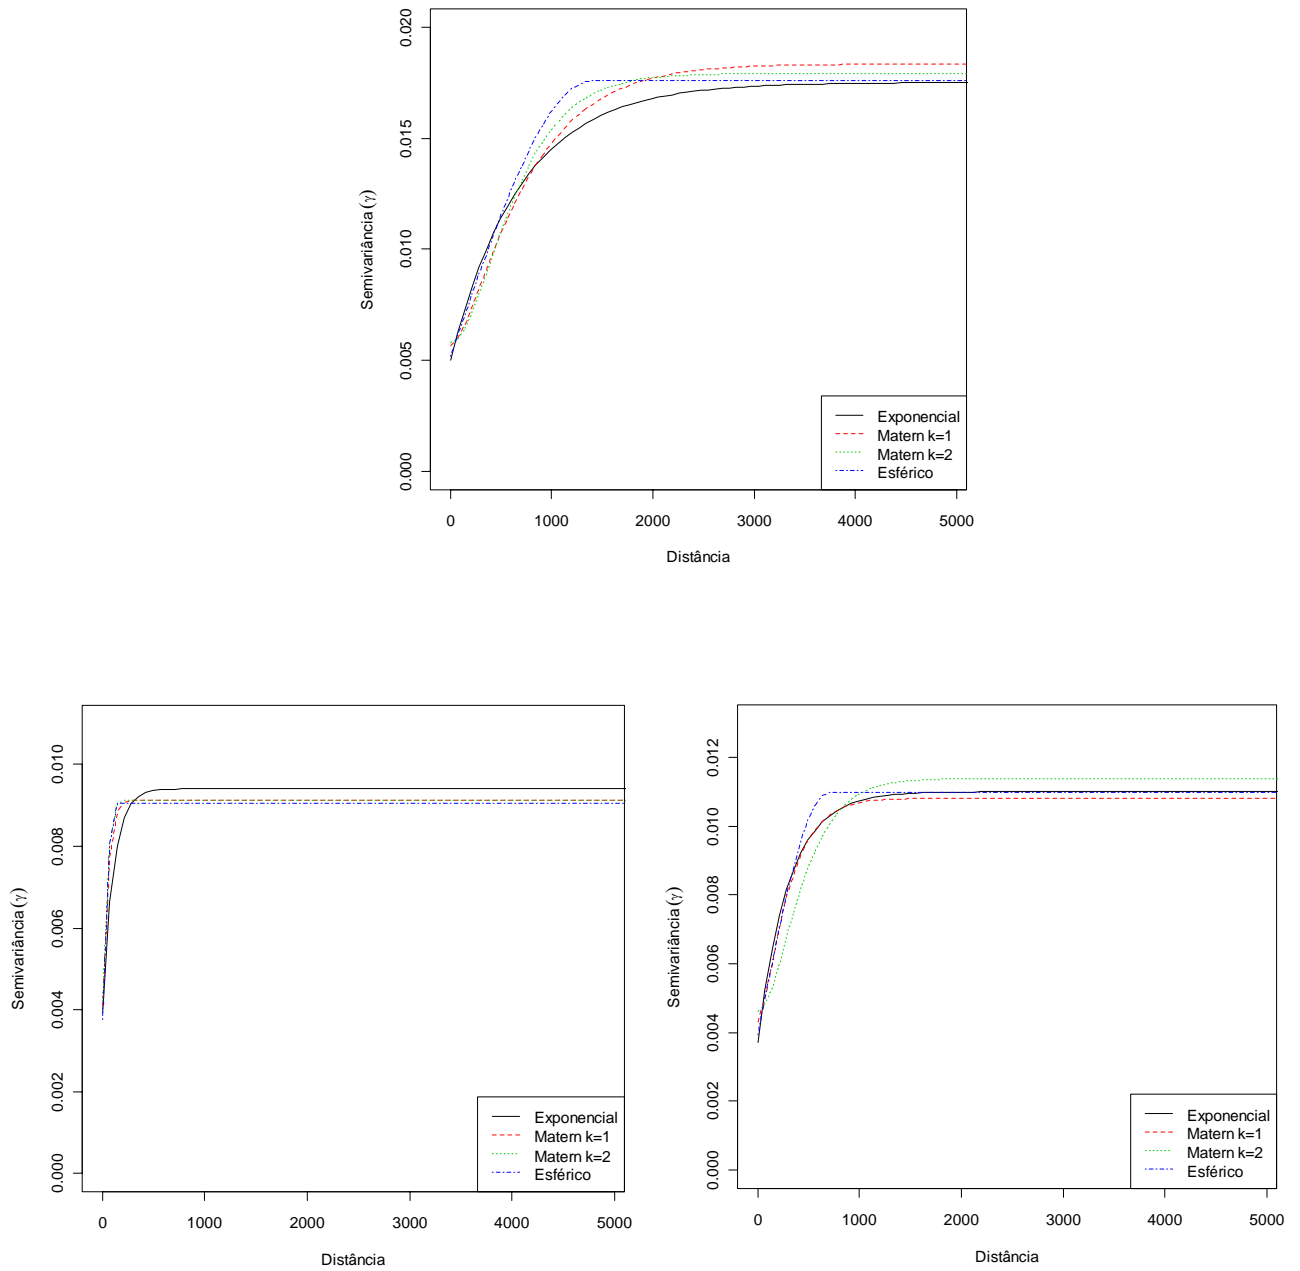 0.020
0.015
0.010
0.005
0.000
Semivariância (γ)
0 1000 2000 3000 4000 5000
Distância
Exponencial
Matern k=1
Matern k=2
Esférico
0.010
0.008
0.006
0.004
0.002
0.000
Semivariância (γ)
0 1000 2000 3000 4000 5000
Distância
Exponencial
Matern k=1
Matern k=2
Esférico
0.012
0.010
0.008
0.006
0.004
0.002
0.000
Semivariância (γ)
0 1000 2000 3000 4000 5000
Distância
Exponencial
Matern k=1
Matern k=2
Esférico